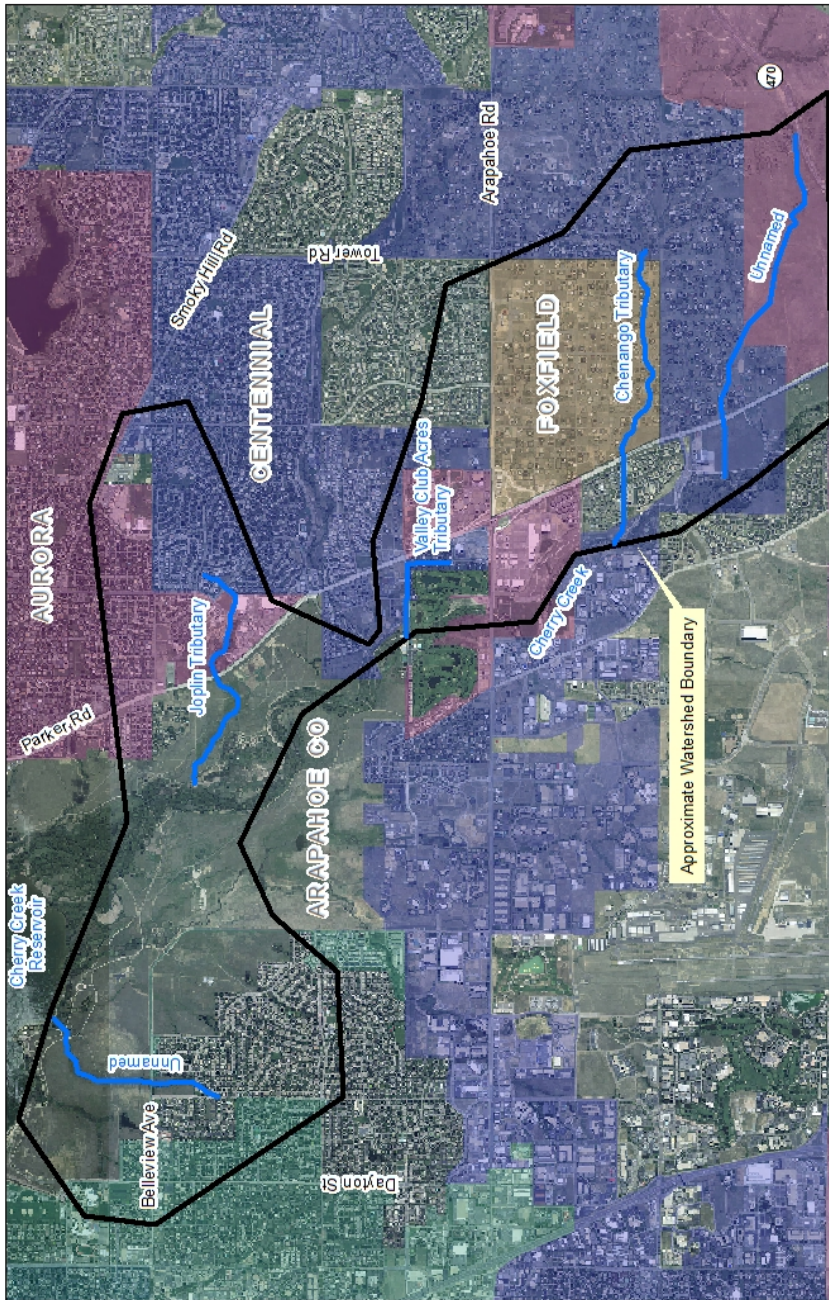 Cherry Creek
Reservoir
Parker Rd
AURORA
Unnamed
Belleview Ave
Joplin Tributary
Smoky Hill Rd
CENTENNIAL
ARAPAHOE CO
Dayton St
Tower Rd
Valley Club Acres
Tributary
Arapahoe Rd
Cherry Creek
FOXFIELD
Approximate Watershed Boundary
Chenango Tributary
Unnamed
470